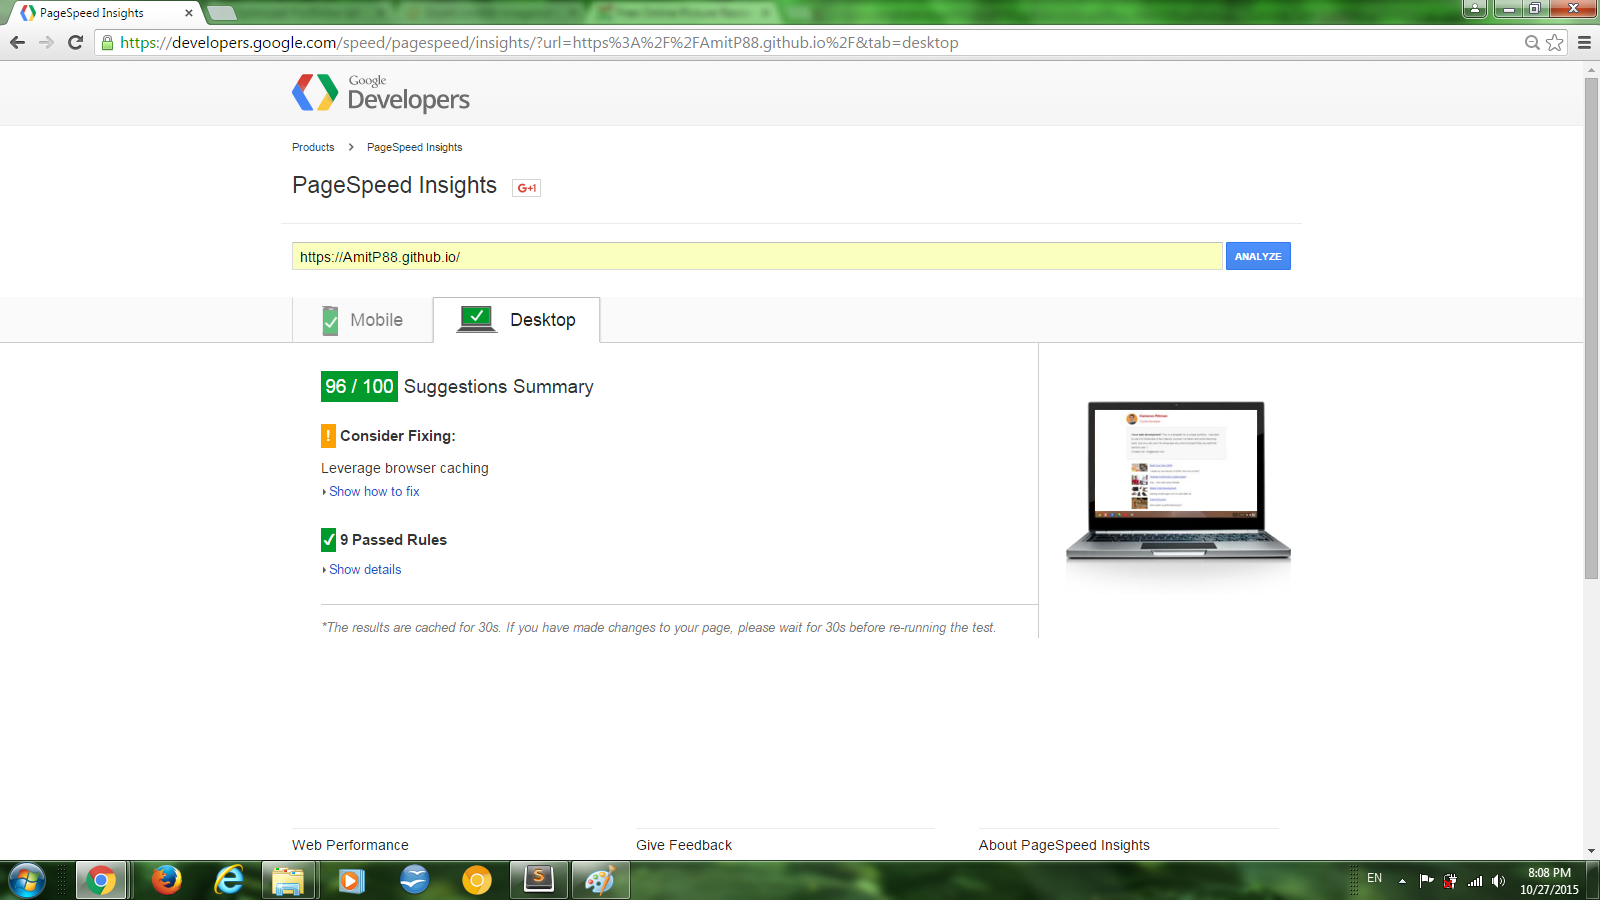 PageSpeed Insights
https://developers.google.com/speed/pagespeed/insights/?url=https%3A%2F%2FAmitP88.github.io%2F&tab=desktop
Google
Developers
Products > PageSpeed Insights
PageSpeed Insights G+1
https://AmitP88.github.io/ ANALYZE
Mobile Desktop
96 / 100 Suggestions Summary
! Consider Fixing:
Leverage browser caching
Show how to fix
9 Passed Rules
Show details
*The results are cached for 30s. If you have made changes to your page, please wait for 30s before re-running the test.
Web Performance Give Feedback About PageSpeed Insights
EN 8:08 PM
10/27/2015